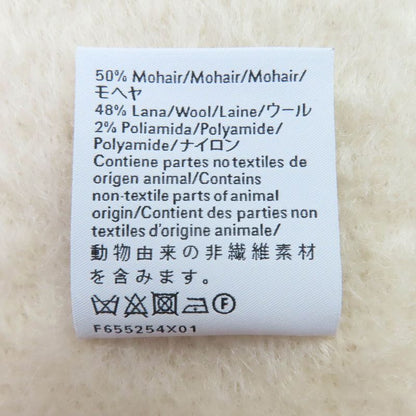 50% Mohair/Mohair/Mohair/
モヘヤ
48% Lana/Wool/Laine/ウール
2% Poliamida/Polyamide/
Polyamide/ナイロン
Contiene partes no textiles de
origen animal/Contains
non-textile parts of animal
origin/Contient des parties non
textiles d'origine animale/
動物由来の非繊維素材
を含みます。
F
F655254X01